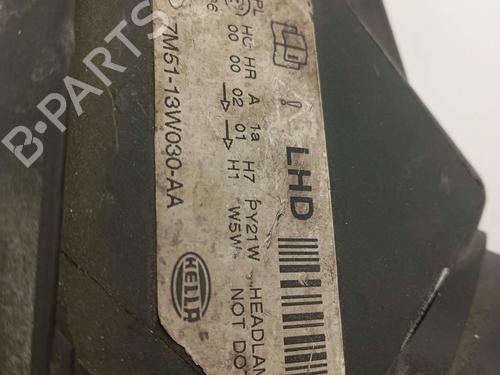 7M51-13W030-AA
HC HR A 1a
00 00 02 01
H7 PY21W
H1 W5W
LHD
HELLA
NOT DO
B-PARTS